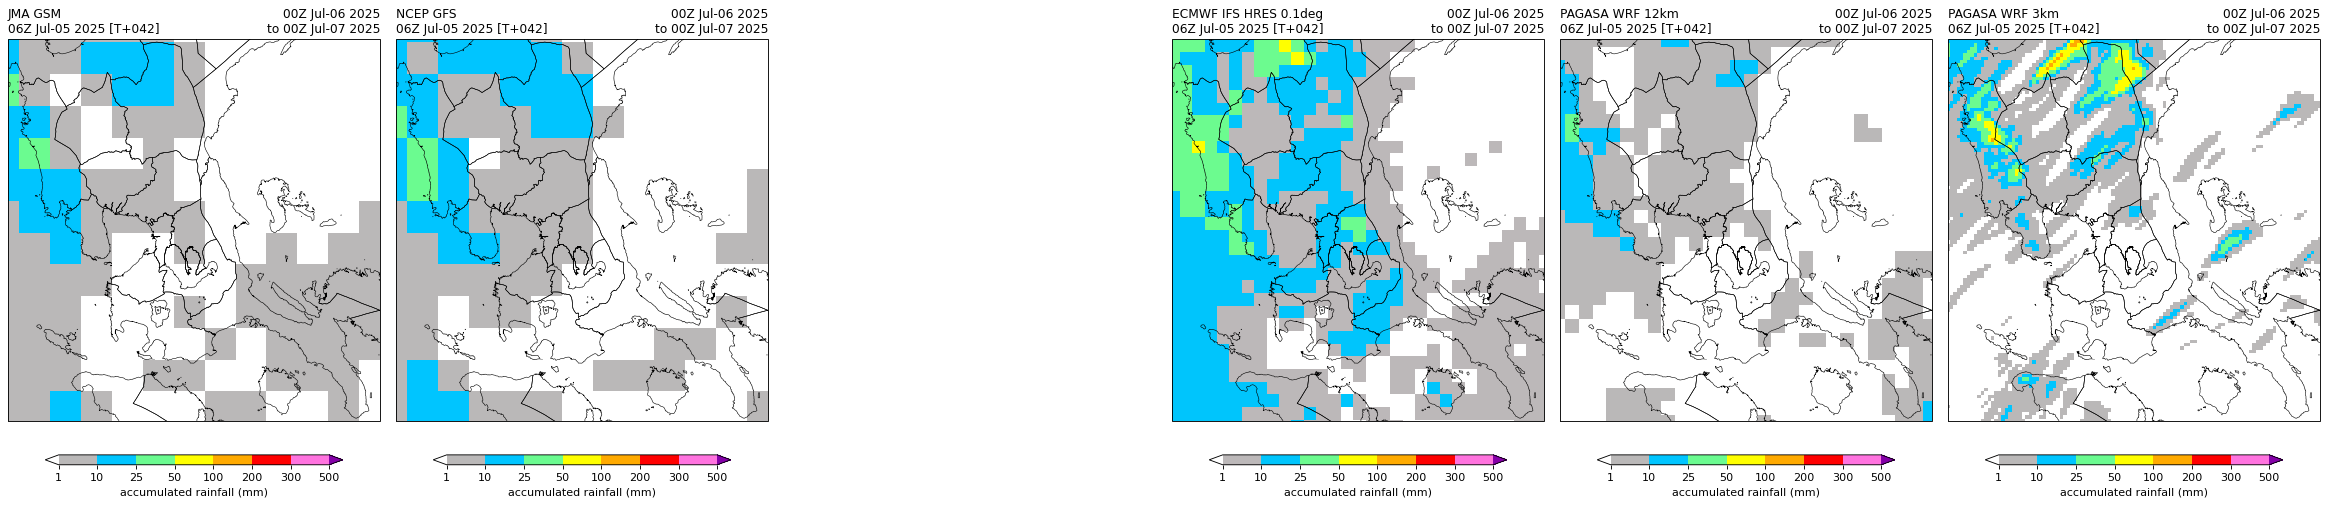 JMA GSM 00Z Jul-06 2025
06Z Jul-05 2025 [T+042] to 00Z Jul-07 2025
1 10 25 50 100 200 300 500
accumulated rainfall (mm)
NCEP GFS 00Z Jul-06 2025
06Z Jul-05 2025 [T+042] to 00Z Jul-07 2025
1 10 25 50 100 200 300 500
accumulated rainfall (mm)
ECMWF IFS HRES 0.1deg 00Z Jul-06 2025
06Z Jul-05 2025 [T+042] to 00Z Jul-07 2025
1 10 25 50 100 200 300 500
accumulated rainfall (mm)
PAGASA WRF 12km 00Z Jul-06 2025
06Z Jul-05 2025 [T+042] to 00Z Jul-07 2025
1 10 25 50 100 200 300 500
accumulated rainfall (mm)
PAGASA WRF 3km 00Z Jul-06 2025
06Z Jul-05 2025 [T+042] to 00Z Jul-07 2025
1 10 25 50 100 200 300 500
accumulated rainfall (mm)